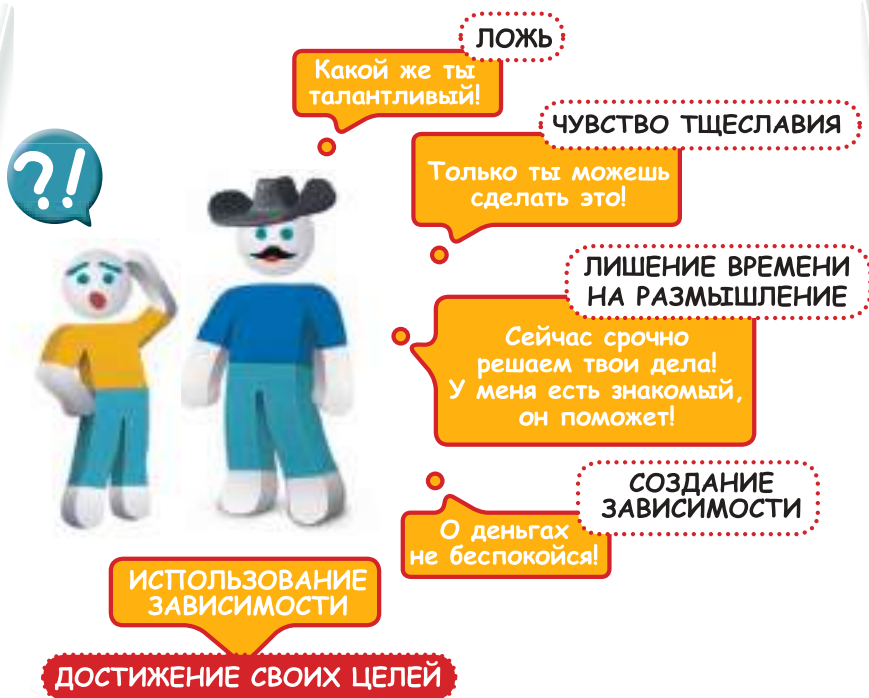 ЛОЖЬ
Какой же ты
талантливый!
ЧУВСТВО ТЩЕСЛАВИЯ
?!
Только ты можешь
сделать это!
ЛИШЕНИЕ ВРЕМЕНИ
НА РАЗМЫШЛЕНИЕ
Сейчас срочно
решаем твои дела!
У меня есть знакомый,
он поможет!
СОЗДАНИЕ
ЗАВИСИМОСТИ
О деньгах
не беспокойся!
ИСПОЛЬЗОВАНИЕ
ЗАВИСИМОСТИ
ДОСТИЖЕНИЕ СВОИХ ЦЕЛЕЙ